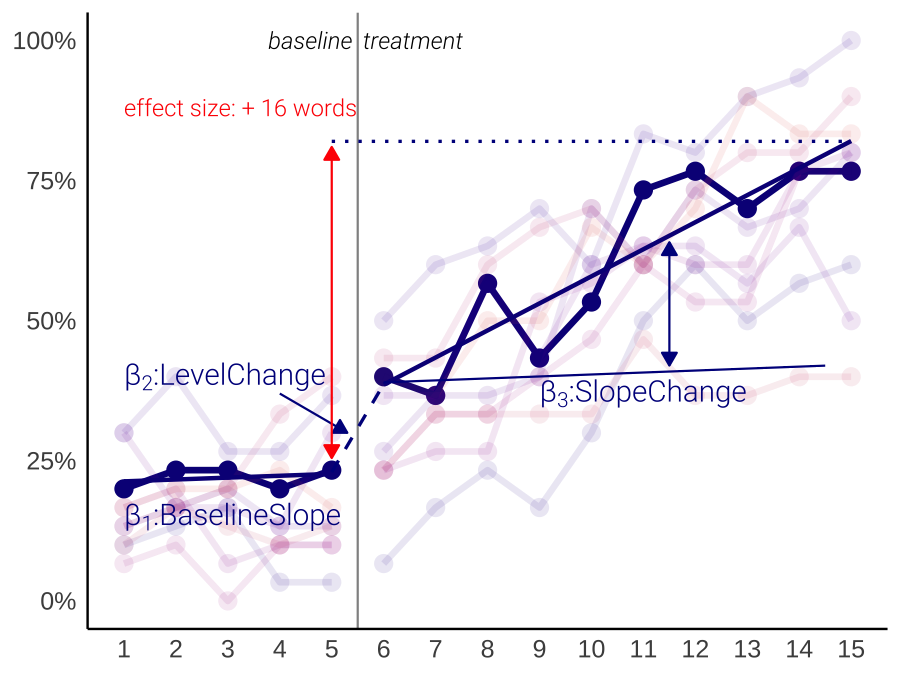 100%
baseline treatment
effect size: + 16 words
75%
50%
β₂:LevelChange
β₃:SlopeChange
25%
β₁:BaselineSlope
0%
1 2 3 4 5 6 7 8 9 10 11 12 13 14 15